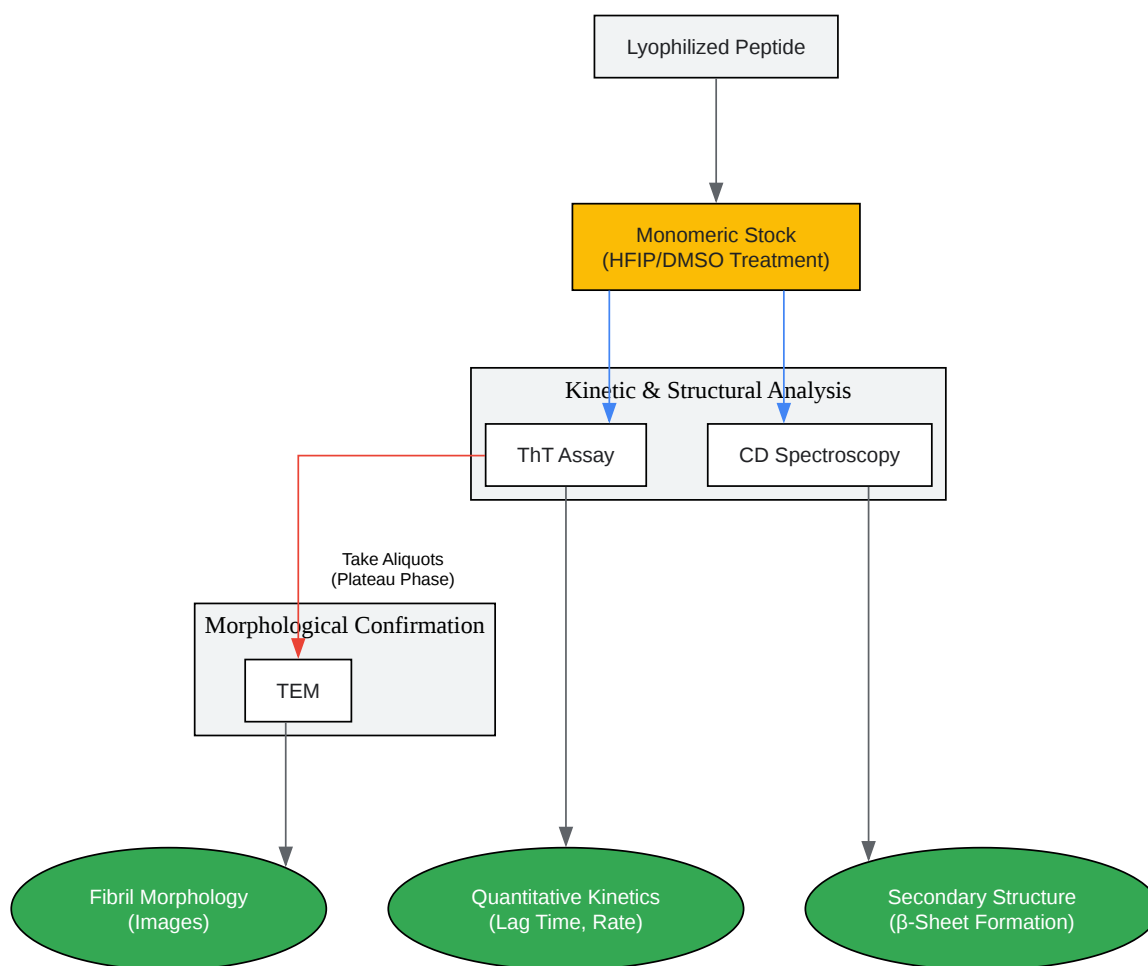 Lyophilized Peptide
Monomeric Stock
(HFIP/DMSO Treatment)
Kinetic & Structural Analysis
ThT Assay
CD Spectroscopy
Take Aliquots
(Plateau Phase)
Morphological Confirmation
TEM
Fibril Morphology
(Images)
Quantitative Kinetics
(Lag Time, Rate)
Secondary Structure
(β-Sheet Formation)